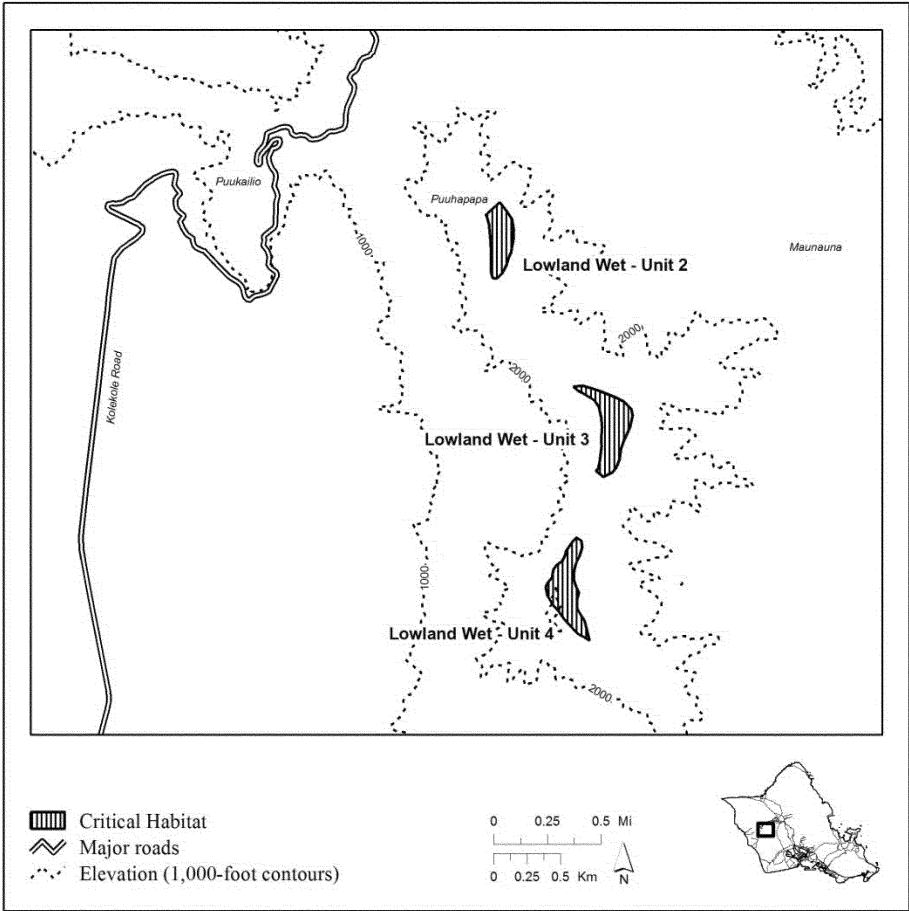 Puukailio
Puuhapapa
1000
Maunauna
Lowland Wet - Unit 2
2000
Kolekole Road
2000
Lowland Wet - Unit 3
1000
Lowland Wet - Unit 4
2000
Critical Habitat
Major roads
Elevation (1,000-foot contours)
0 0.25 0.5 Mi
0 0.25 0.5 Km
N